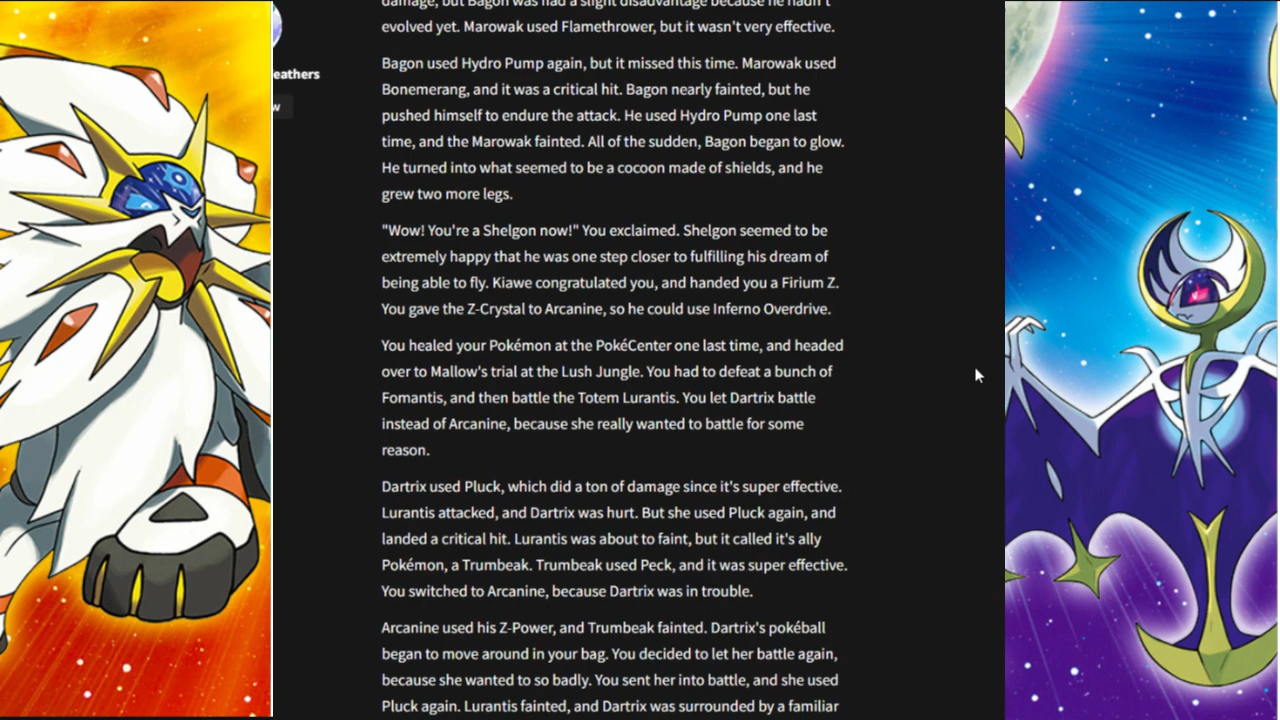 damage, but Bagon was had a slight disadvantage because he hadn't
evolved yet. Marowak used Flamethrower, but it wasn't very effective.
eathers
w
Bagon used Hydro Pump again, but it missed this time. Marowak used
Bonemerang, and it was a critical hit. Bagon nearly fainted, but he
pushed himself to endure the attack. He used Hydro Pump one last
time, and the Marowak fainted. All of the sudden, Bagon began to glow.
He turned into what seemed to be a cocoon made of shields, and he
grew two more legs.
"Wow! You're a Shelgon now!" You exclaimed. Shelgon seemed to be
extremely happy that he was one step closer to fulfilling his dream of
being able to fly. Kiawe congratulated you, and handed you a Firium Z.
You gave the Z-Crystal to Arcanine, so he could use Inferno Overdrive.
You healed your Pokémon at the PokéCenter one last time, and headed
over to Mallow's trial at the Lush Jungle. You had to defeat a bunch of
Fomantis, and then battle the Totem Lurantis. You let Dartrix battle
instead of Arcanine, because she really wanted to battle for some
reason.
Dartrix used Pluck, which did a ton of damage since it's super effective.
Lurantis attacked, and Dartrix was hurt. But she used Pluck again, and
landed a critical hit. Lurantis was about to faint, but it called it's ally
Pokémon, a Trumbeak. Trumbeak used Peck, and it was super effective.
You switched to Arcanine, because Dartrix was in trouble.
Arcanine used his Z-Power, and Trumbeak fainted. Dartrix's pokéball
began to move around in your bag. You decided to let her battle again,
because she wanted to so badly. You sent her into battle, and she used
Pluck again. Lurantis fainted, and Dartrix was surrounded by a familiar